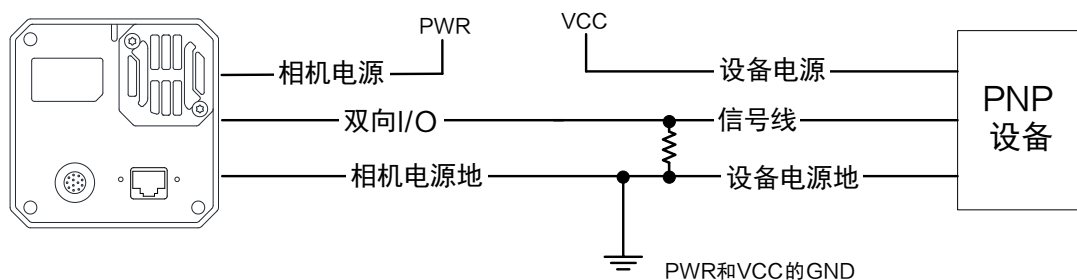 PWR
VCC
相机电源
设备电源
双向I/O
信号线
PNP
设备
相机电源地
设备电源地
PWR和VCC的GND